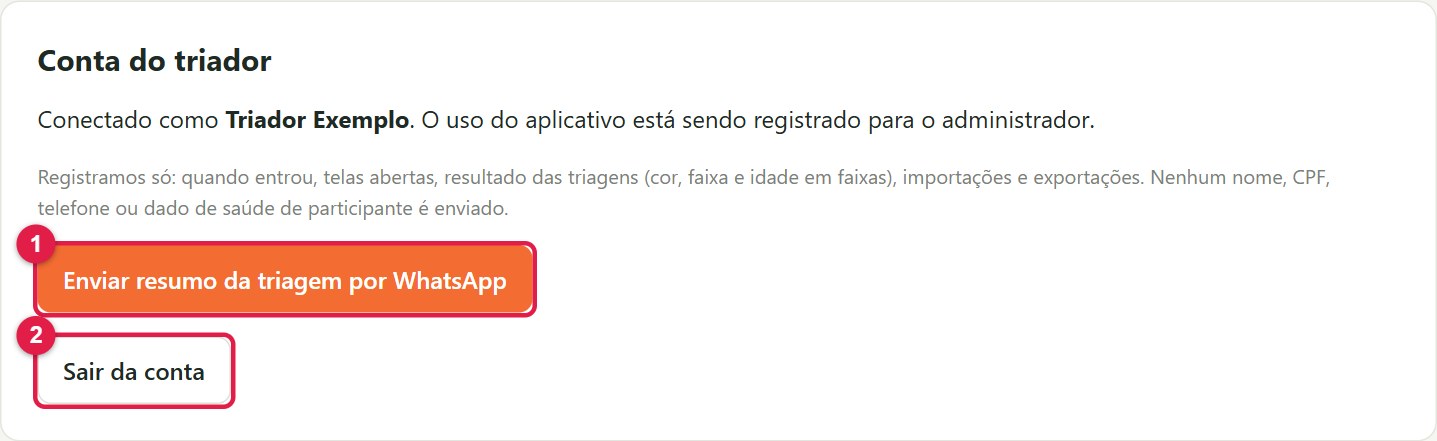 Conta do triador
Conectado como Triador Exemplo. O uso do aplicativo está sendo registrado para o administrador.
Registramos só: quando entrou, telas abertas, resultado das triagens (cor, faixa e idade em faixas), importações e exportações. Nenhum nome, CPF,
telefone ou dado de saúde de participante é enviado.
1
Enviar resumo da triagem por WhatsApp
2
Sair da conta